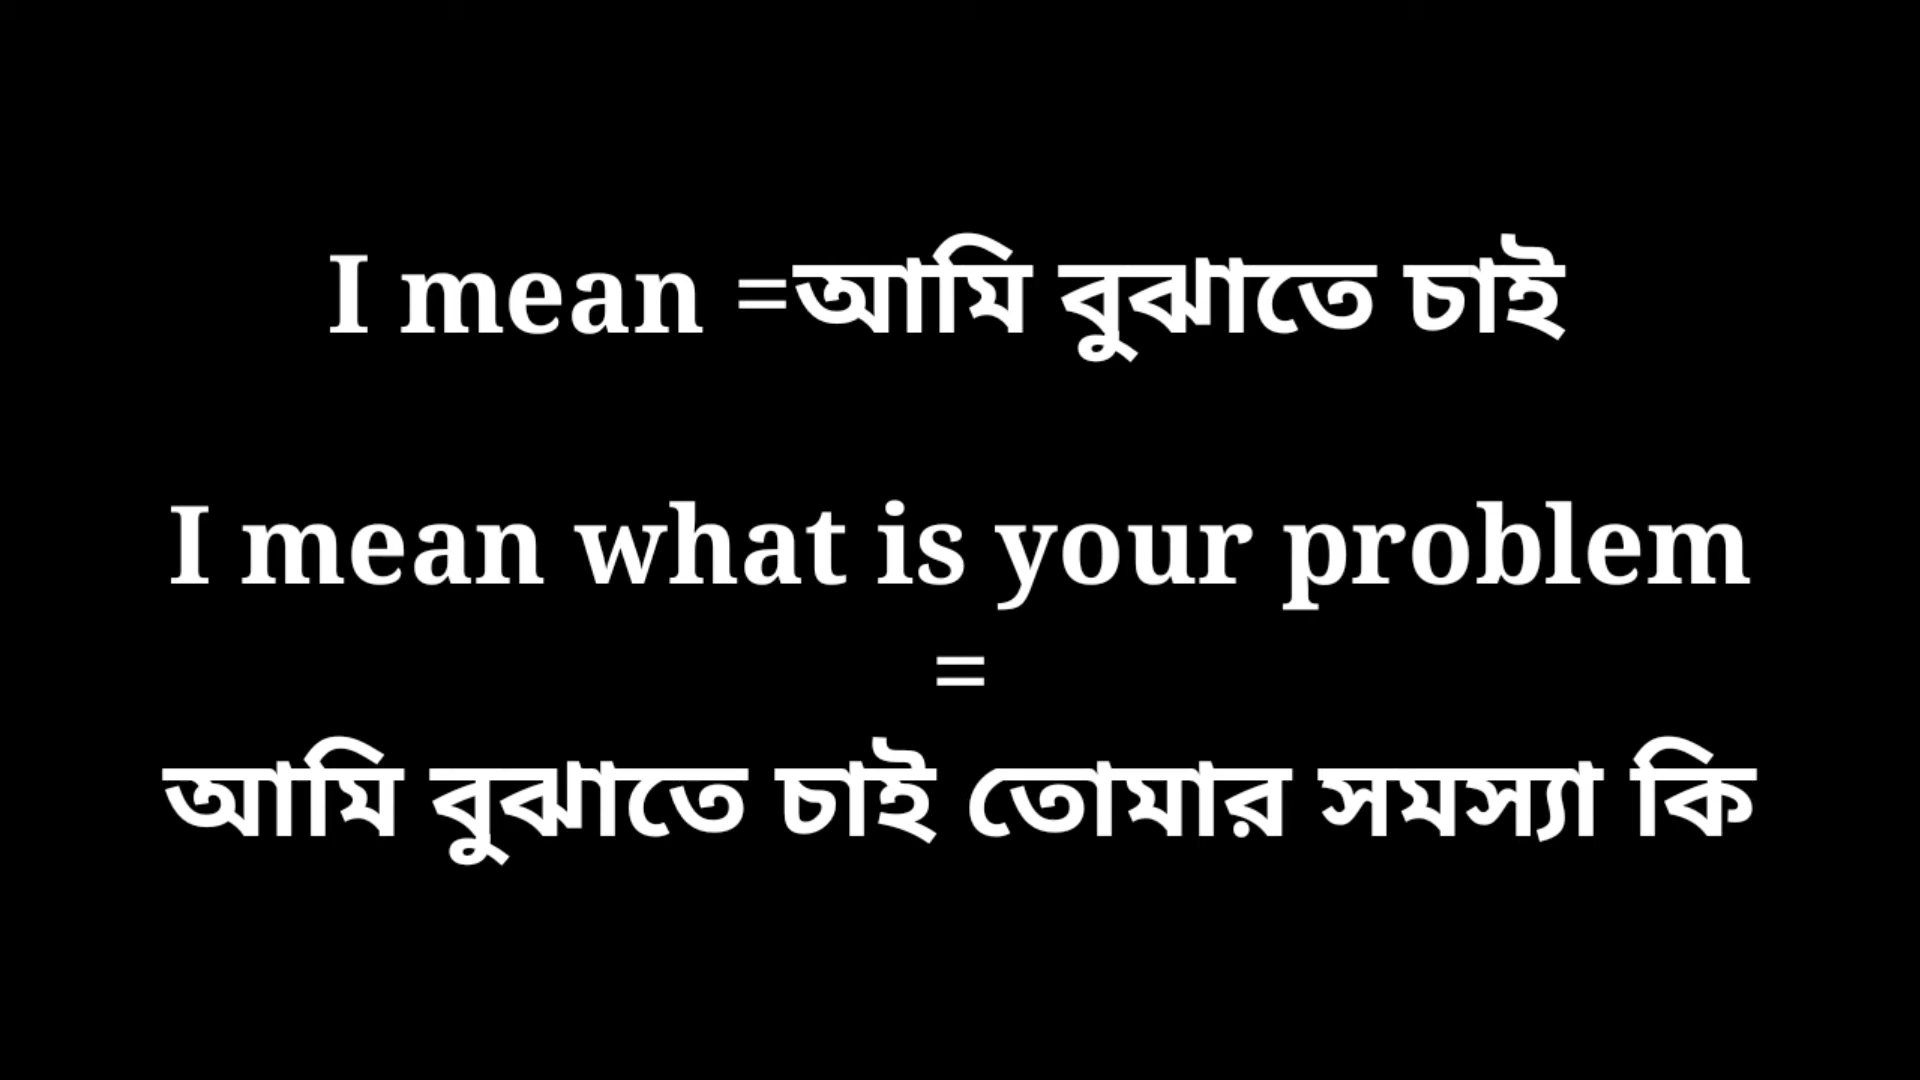 I mean =আমি বুঝাতে চাই
I mean what is your problem
=
আমি বুঝাতে চাই তোমার সমস্যা কি